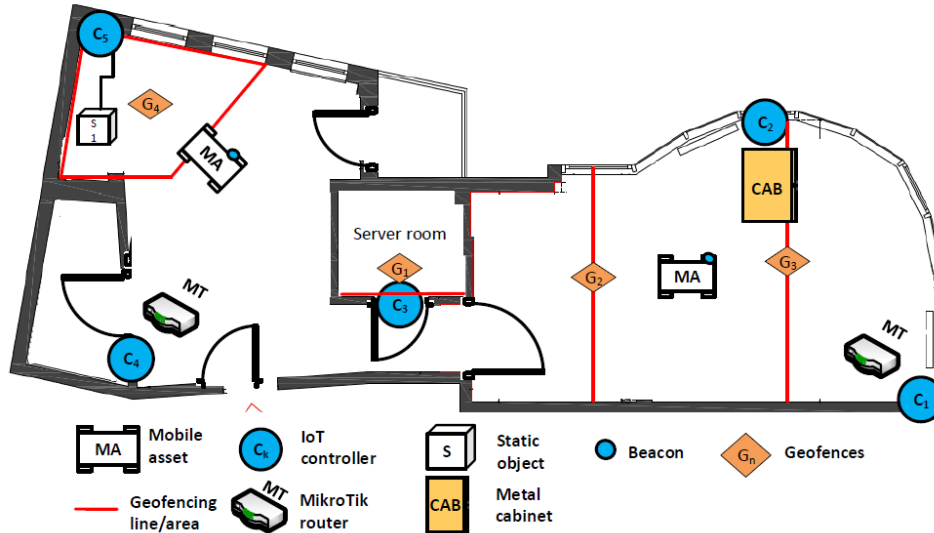 C5
G4
S
1
MA
C2
CAB
Server room
G1
G2
MA
G3
MT
C3
MT
C4
C1
MA
Mobile
asset
Ck
IoT
controller
S
Static
object
Beacon
Gn
Geofences
Geofencing
line/area
MT
MikroTik
router
CAB
Metal
cabinet